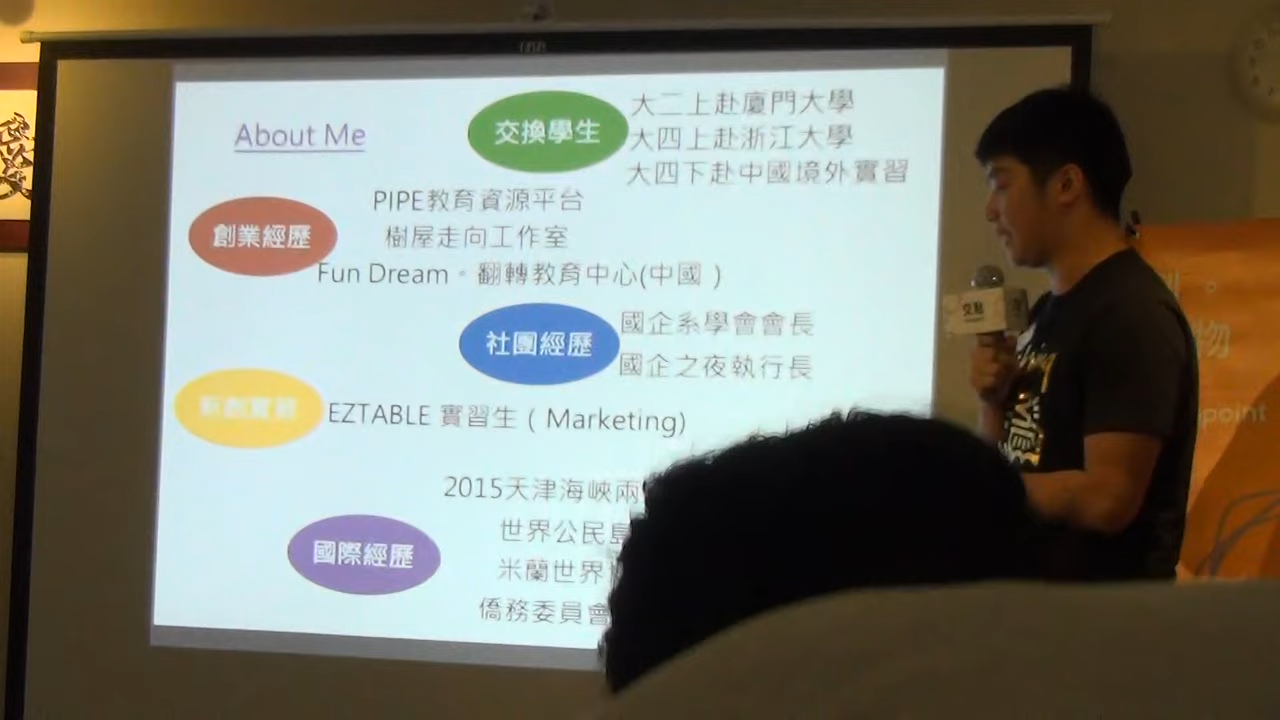 About Me
交換學生
大二上赴廈門大學
大四上赴浙江大學
大四下赴中國境外實習
創業經歷
PIPE教育資源平台
樹屋走向工作室
Fun Dream。翻轉教育中心(中國 )
社團經歷
國企系學會會長
國企之夜執行長
EZTABLE 實習生 ( Marketing)
國際經歷
2015天津海峽兩
世界公民島
米蘭世界
僑務委員會
交點
物
point